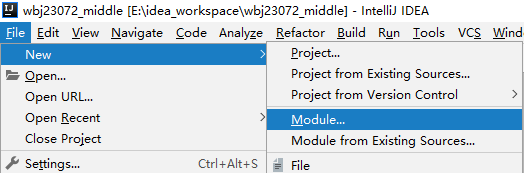 wbj23072_middle [E:\idea_workspace\wbj23072_middle] - IntelliJ IDEA
File Edit View Navigate Code Analyze Refactor Build Run Tools VCS
New
Open...
Open URL...
Open Recent
Close Project
Settings... Ctrl+Alt+S
Project...
Project from Existing Sources...
Project from Version Control
Module...
Module from Existing Sources...
File